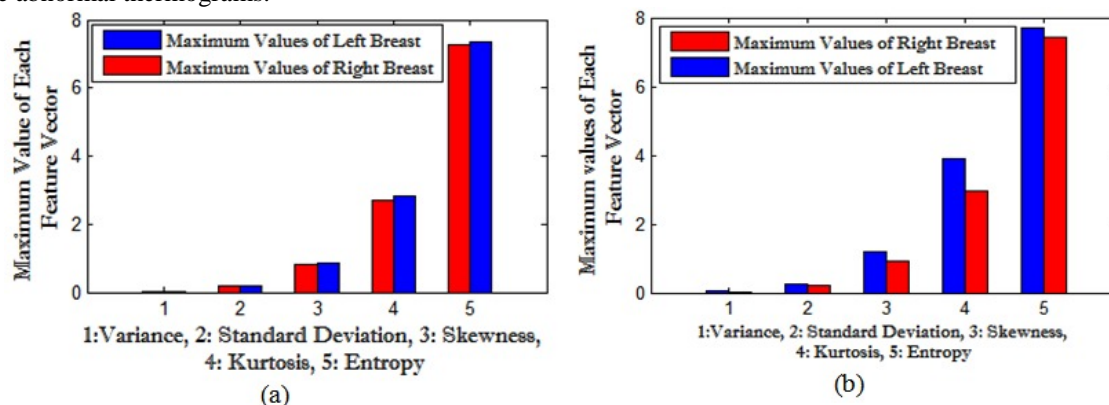 e abnormal thermograms.
Maximum Value of Each
Feature Vector
8
6
4
2
0
Maximum Values of Left Breast
Maximum Values of Right Breast
1
2
3
4
5
1:Variance, 2: Standard Deviation, 3: Skewness,
4: Kurtosis, 5: Entropy
(a)
Maximum values of Each
Feature Vector
8
6
4
2
0
Maximum Values of Right Breast
Maximum Values of Left Breast
1
2
3
4
5
1:Variance, 2: Standard Deviation, 3: Skewness,
4: Kurtosis, 5: Entropy
(b)